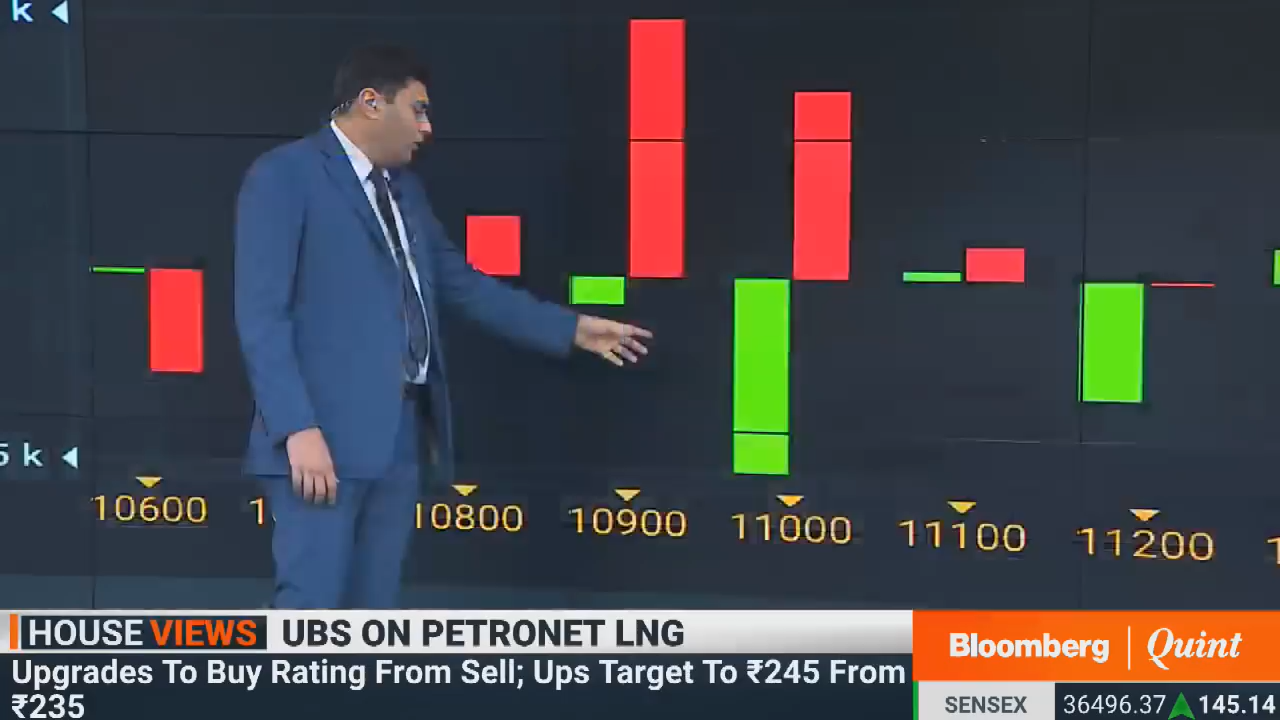 k ◀
5 k ◀
10600
10800
10900
11000
11100
11200
HOUSE VIEWS UBS ON PETRONET LNG
Upgrades To Buy Rating From Sell; Ups Target To ₹245 From
₹235
Bloomberg | Quint
SENSEX 36496.37 ▲ 145.14